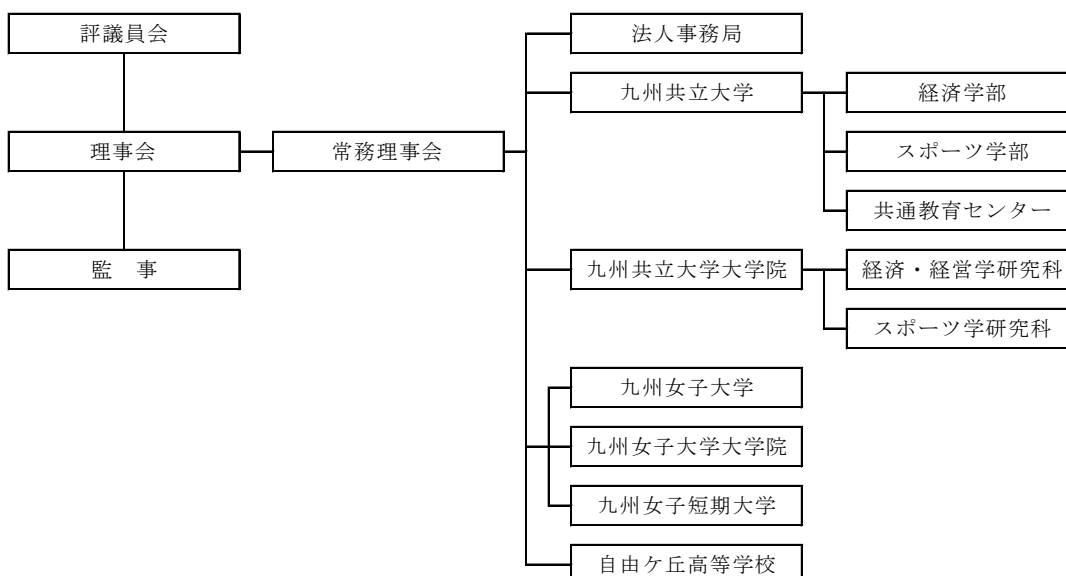 評議員会
理事会
監　事
常務理事会
法人事務局
九州共立大学
経済学部
スポーツ学部
共通教育センター
九州共立大学大学院
経済・経営学研究科
スポーツ学研究科
九州女子大学
九州女子大学大学院
九州女子短期大学
自由ケ丘高等学校